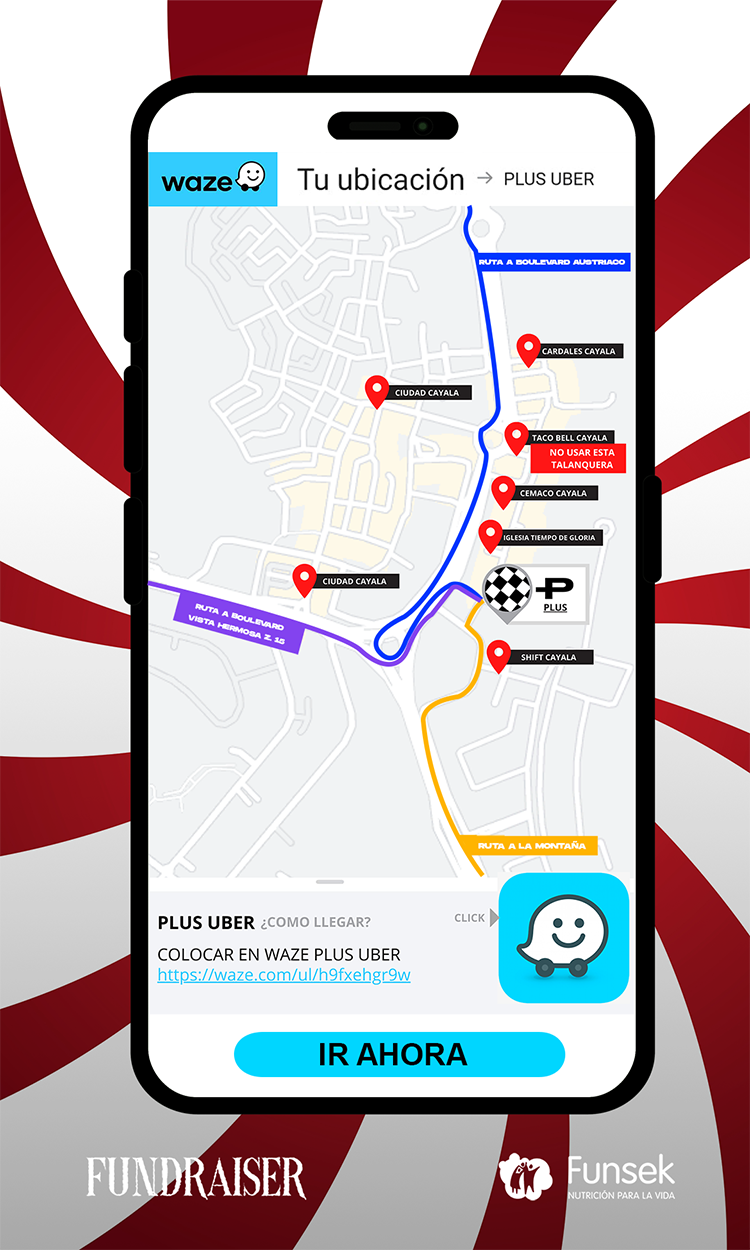 waze
Tu ubicación → PLUS UBER
RUTA A BOULEVARD AUSTRIACO
CARDALES CAYALA
CIUDAD CAYALA
TACO BELL CAYALA
NO USAR ESTA
TALANQUERA
CEMACO CAYALA
IGLESIA TIEMPO DE GLORIA
CIUDAD CAYALA
P
PLUS
RUTA A BOULEVARD
VISTA HERMOSA Z. 15
SHIFT CAYALA
RUTA A LA MONTAÑA
PLUS UBER ¿COMO LLEGAR?
CLICK
COLOCAR EN WAZE PLUS UBER
https://waze.com/ul/h9fxehgr9w
IR AHORA
FUNDRAISER
Funsek
NUTRICIÓN PARA LA VIDA